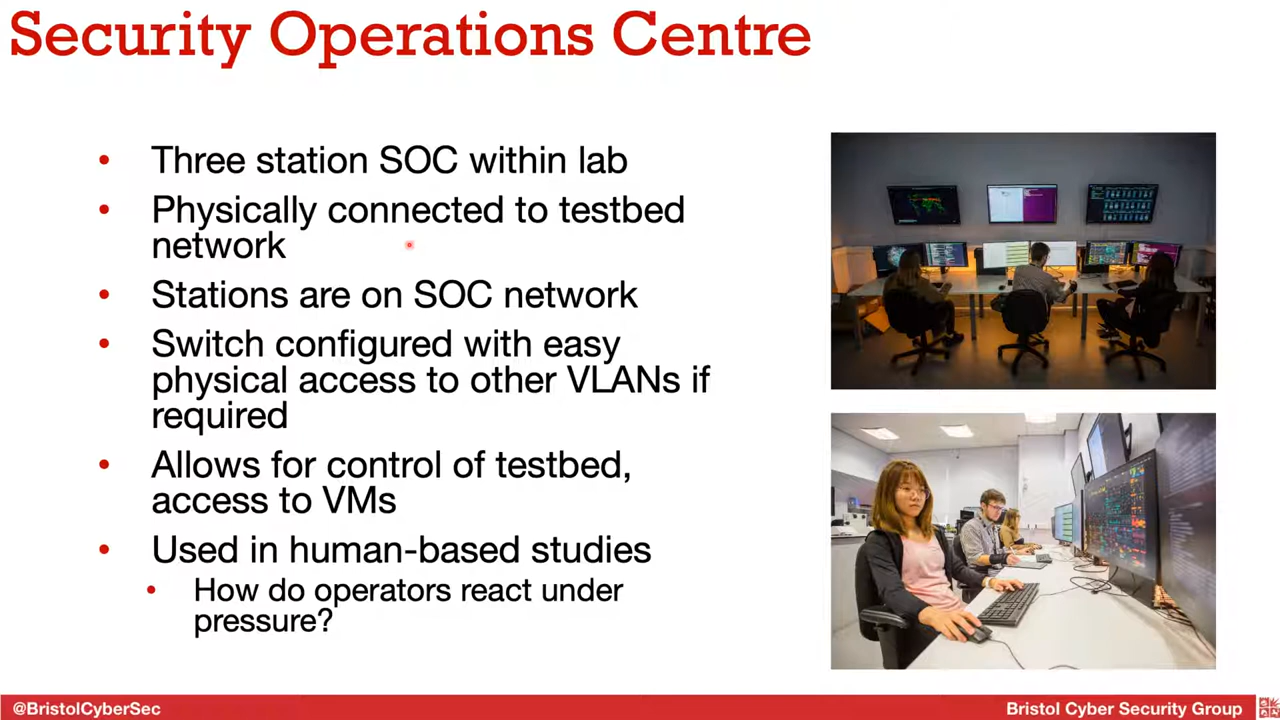 Security Operations Centre
• Three station SOC within lab
• Physically connected to testbed
network
• Stations are on SOC network
• Switch configured with easy
physical access to other VLANs if
required
• Allows for control of testbed,
access to VMs
• Used in human-based studies
• How do operators react under
pressure?
@BristolCyberSec
Bristol Cyber Security Group